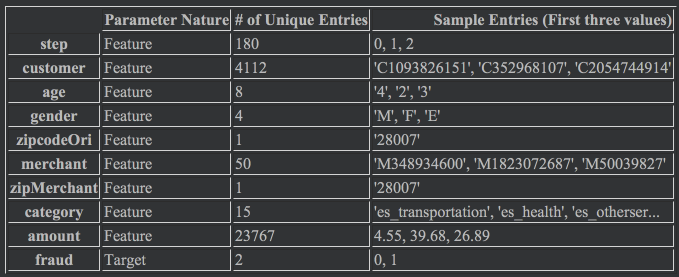 Parameter Nature # of Unique Entries Sample Entries (First three values)
step Feature 180 0, 1, 2
customer Feature 4112 'C1093826151', 'C352968107', 'C2054744914'
age Feature 8 '4', '2', '3'
gender Feature 4 'M', 'F', 'E'
zipcodeOri Feature 1 '28007'
merchant Feature 50 'M348934600', 'M1823072687', 'M50039827'
zipMerchant Feature 1 '28007'
category Feature 15 'es_transportation', 'es_health', 'es_otherser...
amount Feature 23767 4.55, 39.68, 26.89
fraud Target 2 0, 1